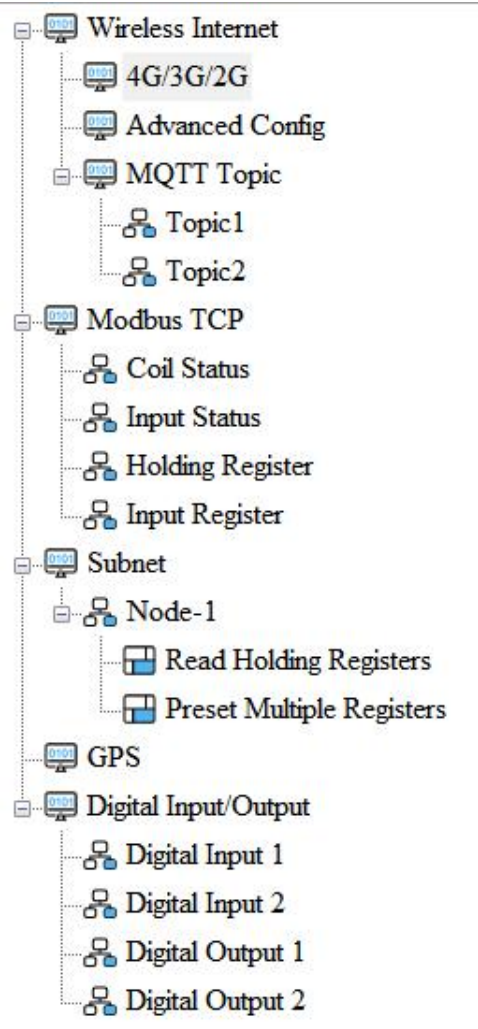 Wireless Internet
4G/3G/2G
Advanced Config
MQTT Topic
Topic1
Topic2
Modbus TCP
Coil Status
Input Status
Holding Register
Input Register
Subnet
Node-1
Read Holding Registers
Preset Multiple Registers
GPS
Digital Input/Output
Digital Input 1
Digital Input 2
Digital Output 1
Digital Output 2